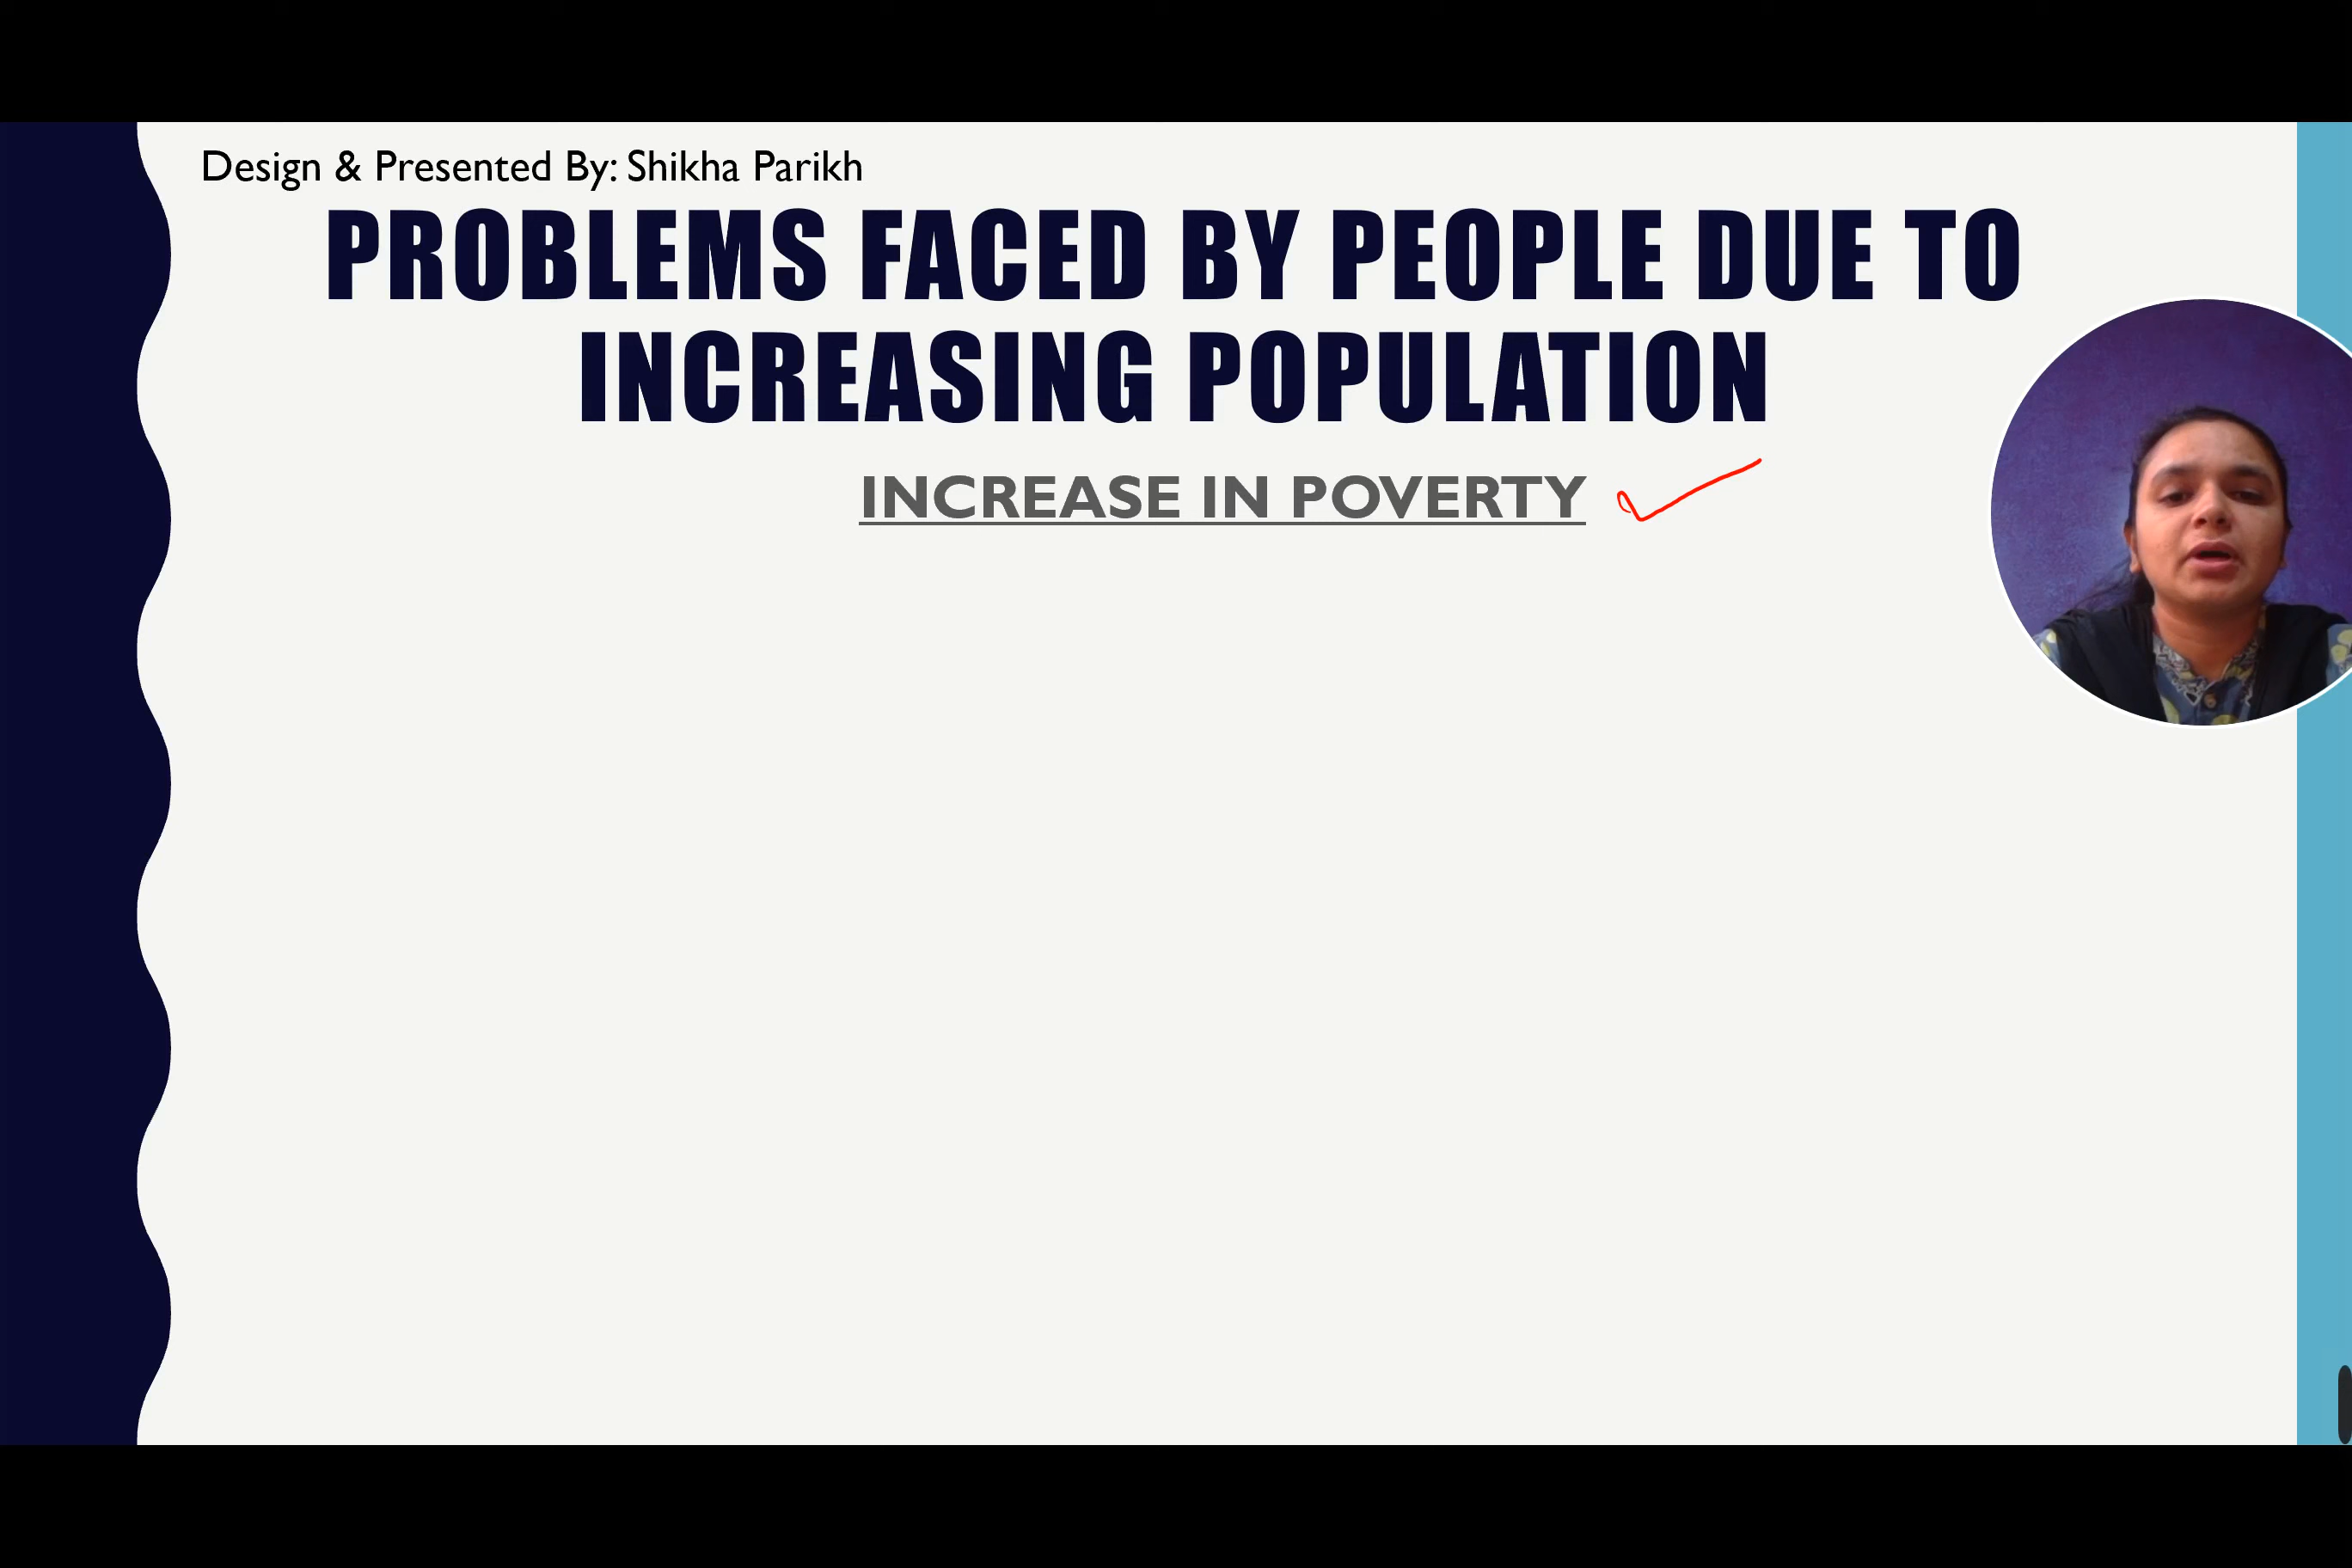 Design & Presented By: Shikha Parikh
PROBLEMS FACED BY PEOPLE DUE TO
INCREASING POPULATION
INCREASE IN POVERTY